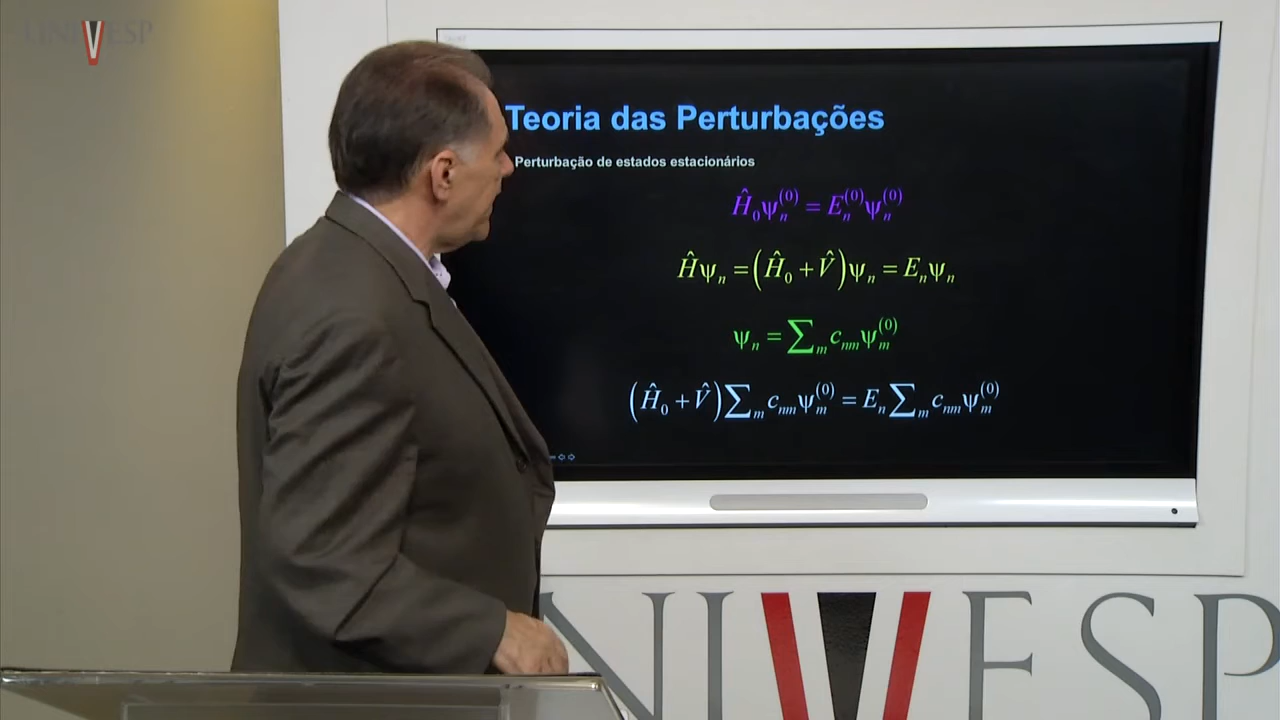 UNIVESP
Teoria das Perturbações
Perturbação de estados estacionários
Ĥ₀ψₙ⁽⁰⁾ = Eₙ⁽⁰⁾ψₙ⁽⁰⁾
Ĥψₙ = (Ĥ₀ + V̂)ψₙ = Eₙψₙ
ψₙ = ∑ₘ cₙₘψₘ⁽⁰⁾
(Ĥ₀ + V̂)∑ₘ cₙₘψₘ⁽⁰⁾ = Eₙ∑ₘ cₙₘψₘ⁽⁰⁾
NIVESP